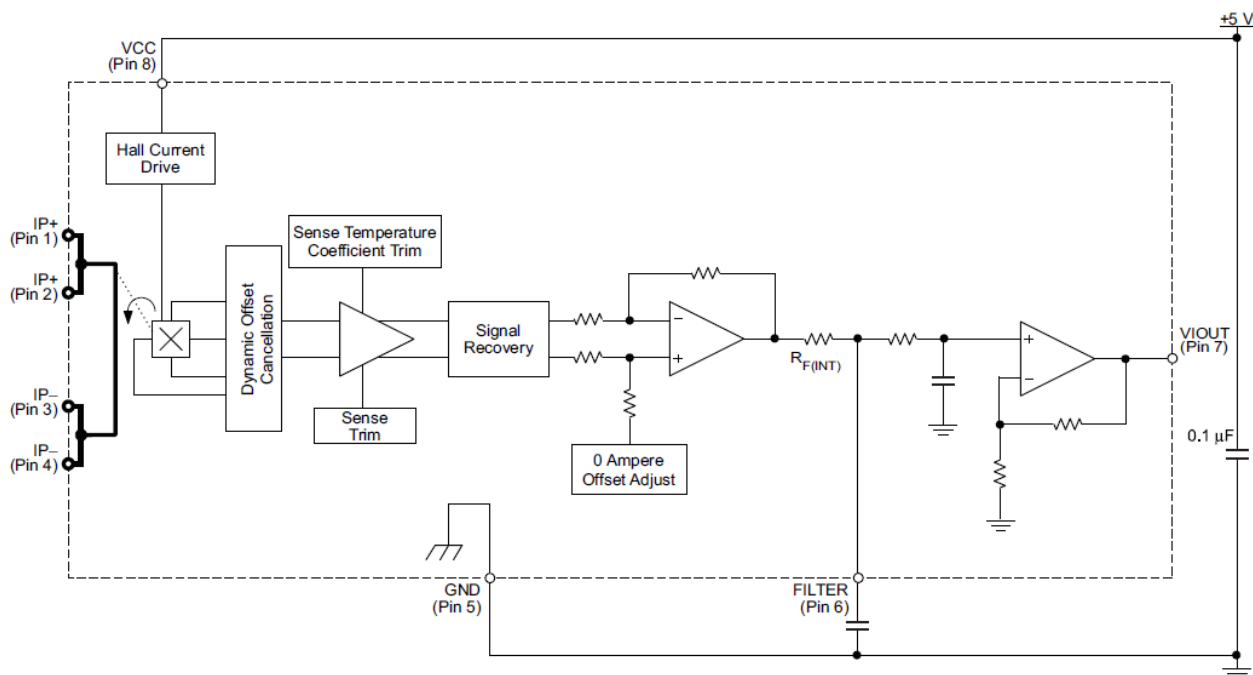 +5 V
VCC
(Pin 8)
Hall Current
Drive
IP+
(Pin 1)
IP+
(Pin 2)
IP–
(Pin 3)
IP–
(Pin 4)
Dynamic Offset
Cancellation
Sense Temperature
Coefficient Trim
Sense
Trim
Signal
Recovery
0 Ampere
Offset Adjust
–
+
RF(INT)
+
–
VIOUT
(Pin 7)
0.1 μF
GND
(Pin 5)
FILTER
(Pin 6)